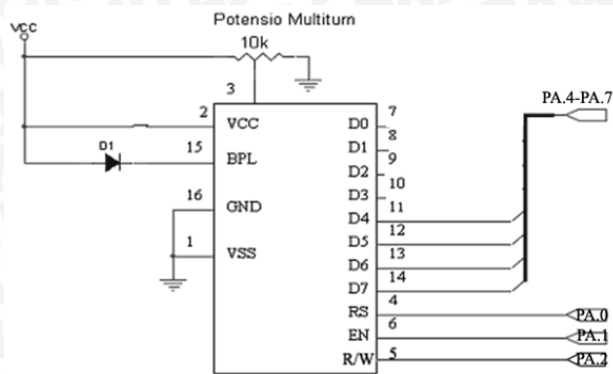 Potensio Multiturn
VCC
10k
3
PA.4-PA.7
2
VCC
D0
7
D1
8
D1
15
BPL
D2
9
D3
10
16
GND
D4
11
D5
12
1
VSS
D6
13
D7
14
RS
4
PA.0
EN
6
PA.1
R/W
5
PA.2